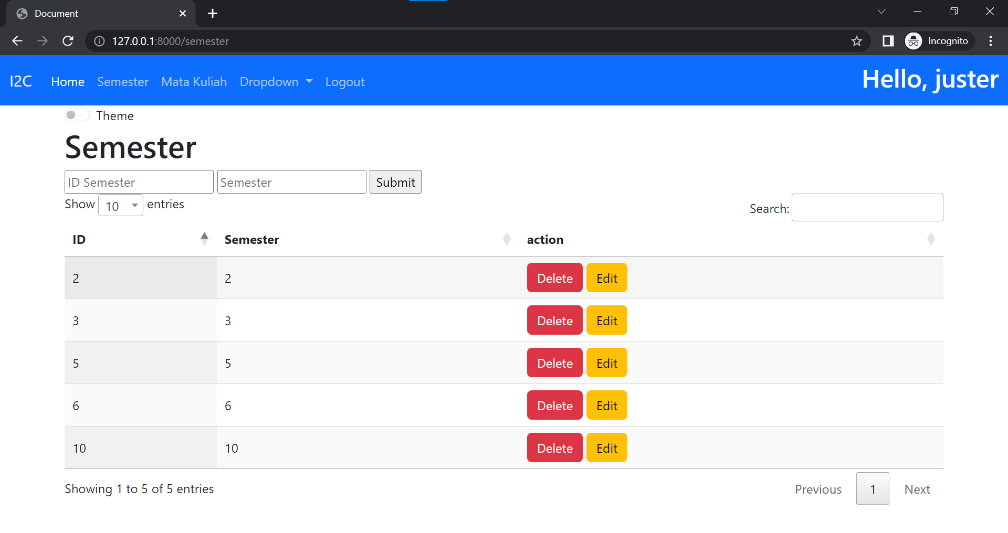 Document
127.0.0.1:8000/semester
Incognito
I2C Home Semester Mata Kuliah Dropdown Logout Hello, juster
Theme
Semester
ID Semester Semester Submit
Show 10 entries Search:
ID Semester action
2 2 Delete Edit
3 3 Delete Edit
5 5 Delete Edit
6 6 Delete Edit
10 10 Delete Edit
Showing 1 to 5 of 5 entries Previous 1 Next